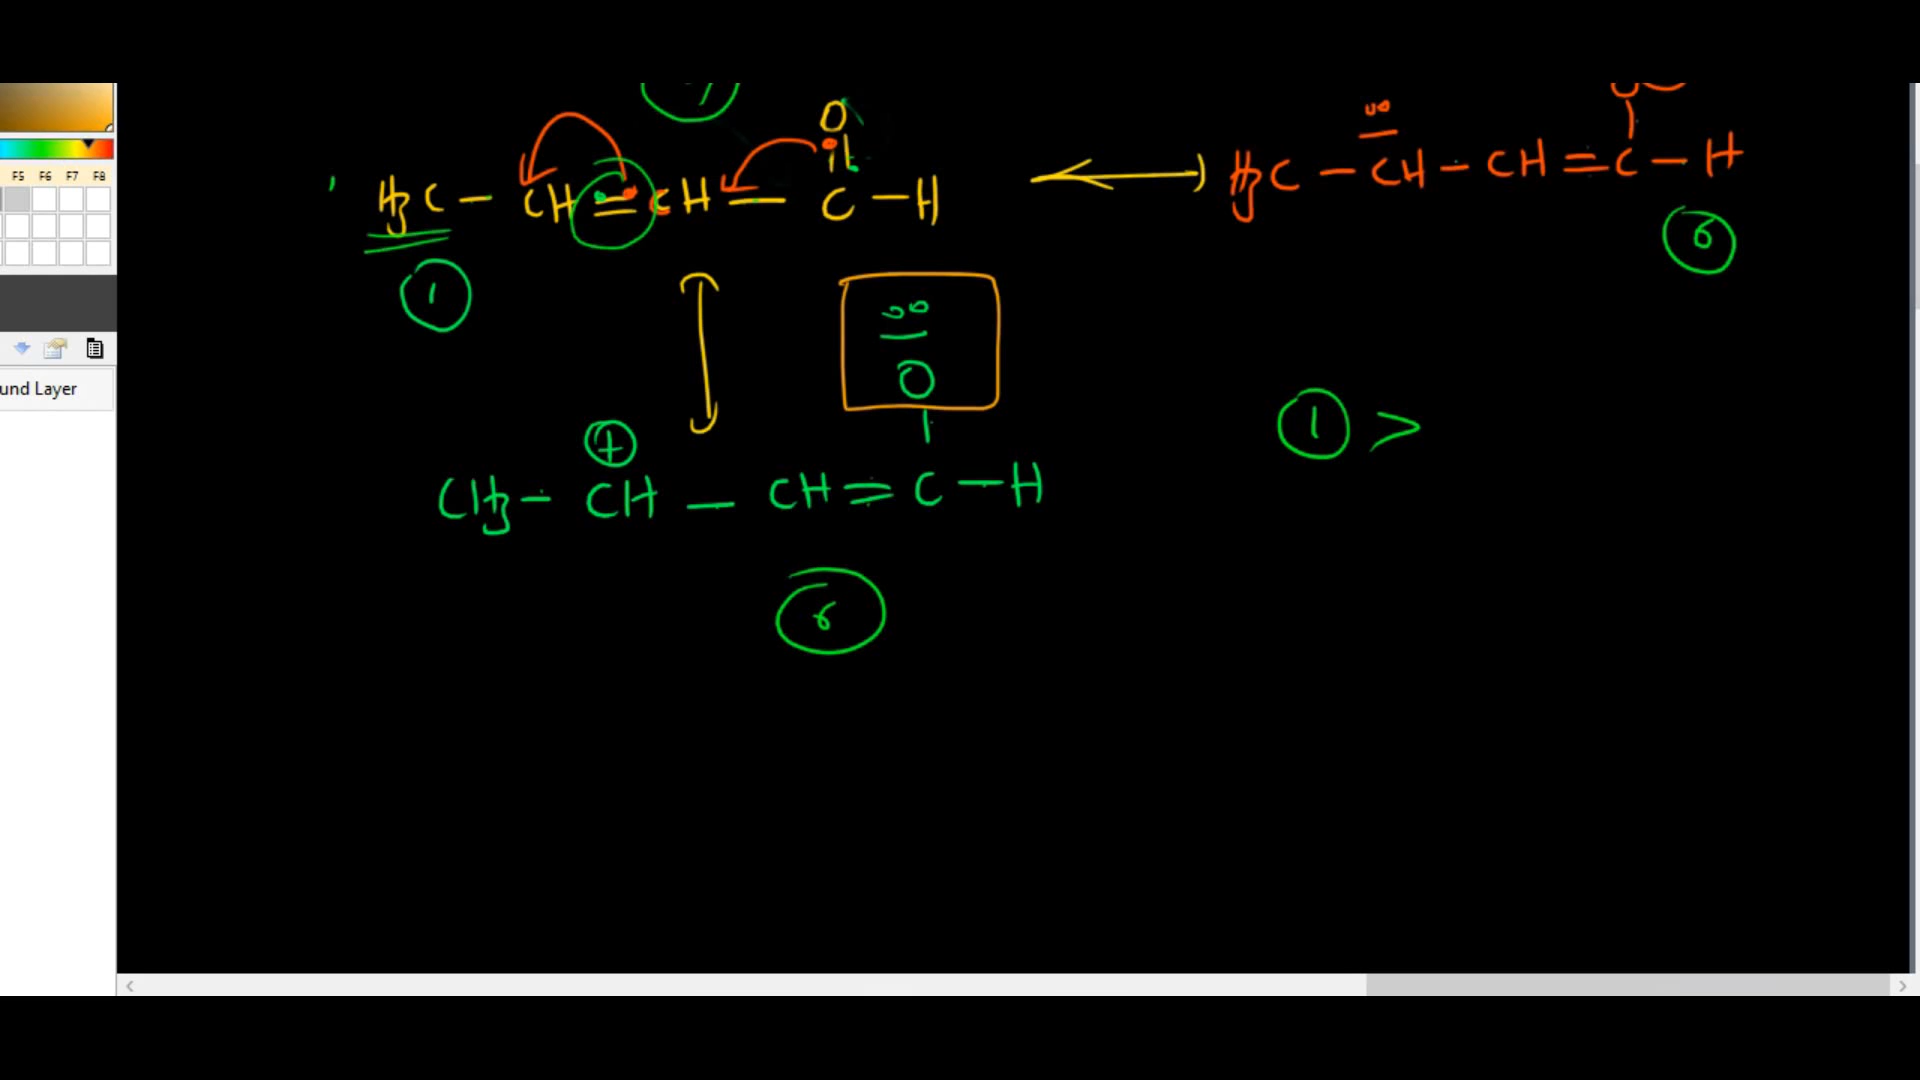 O
H₃C – CH = CH – C – H
H₃C – CH – CH = C – H
1
6
F5 F6 F7 F8
O
1 >
und Layer
+
CH₃ – CH – CH = C – H
6